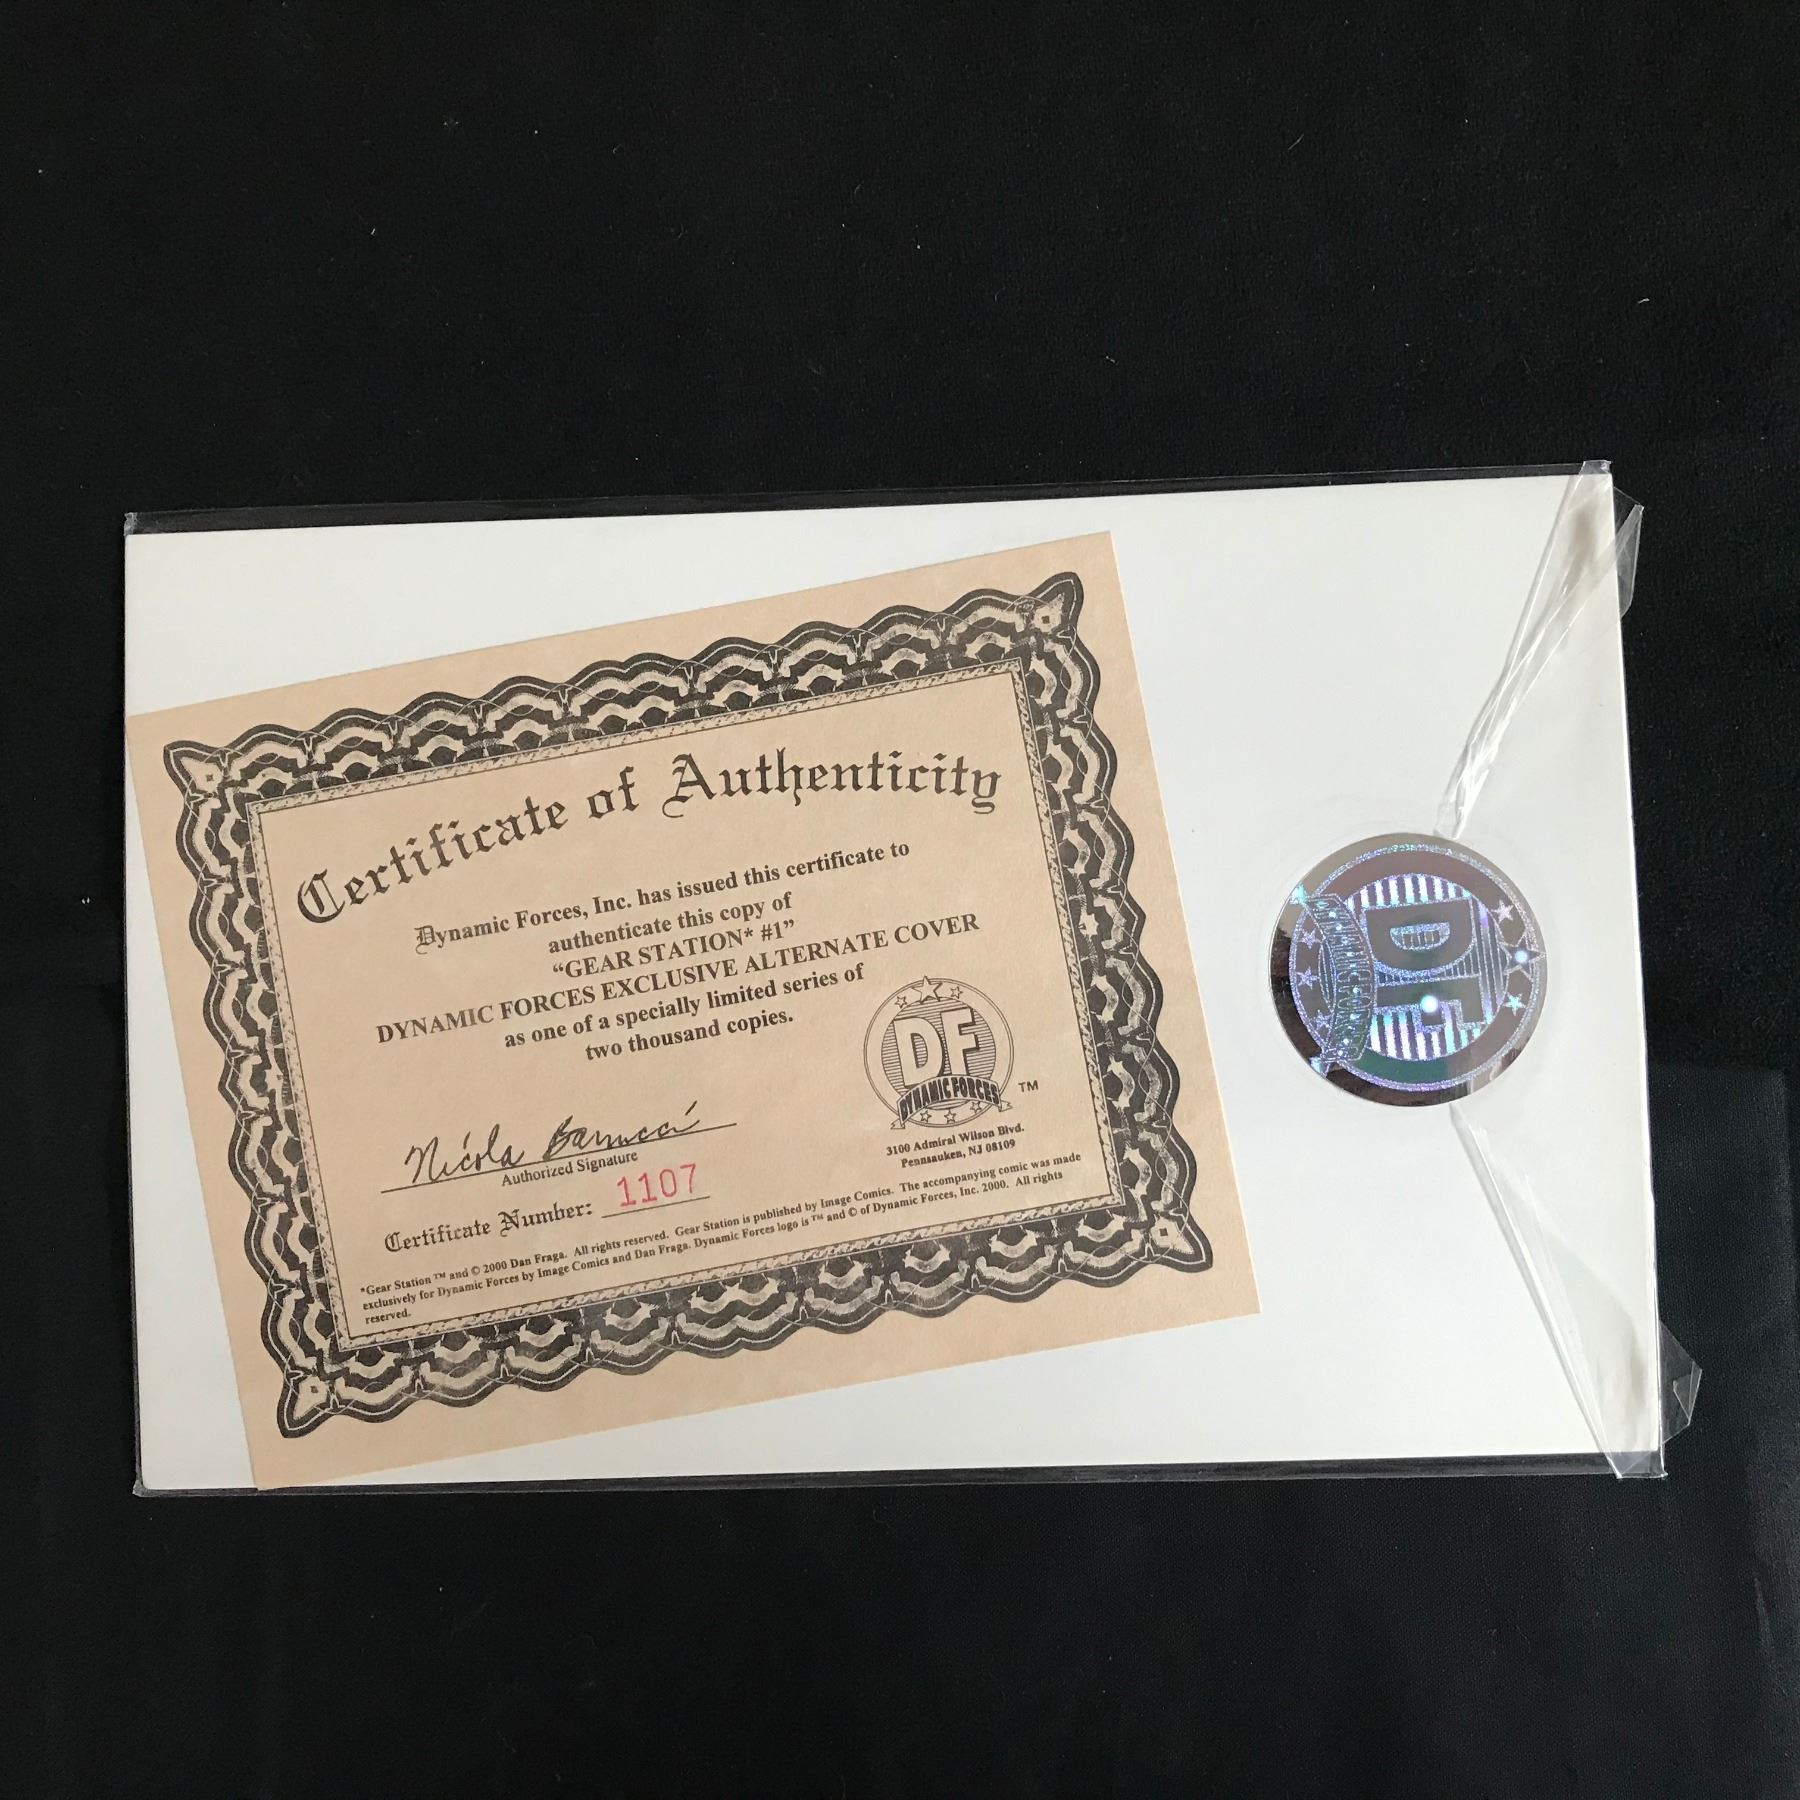 Certificate of Authenticity
Dynamic Forces, Inc. has issued this certificate to
authenticate this copy of
“GEAR STATION* #1”
DYNAMIC FORCES EXCLUSIVE ALTERNATE COVER
as one of a specially limited series of
two thousand copies.
DF
DYNAMIC FORCES
TM
3100 Admiral Wilson Blvd.
Pennsauken, NJ 08109
Nicola Barrucci
Authorized Signature
Certificate Number: 1107
*Gear Station ™ and © 2000 Dan Fraga. All rights reserved. Gear Station is published by Image Comics. The accompanying comic was made
exclusively for Dynamic Forces by Image Comics and Dan Fraga. Dynamic Forces logo is ™ and © of Dynamic Forces, Inc. 2000. All rights
reserved.
DF
DYNAMIC FORCES